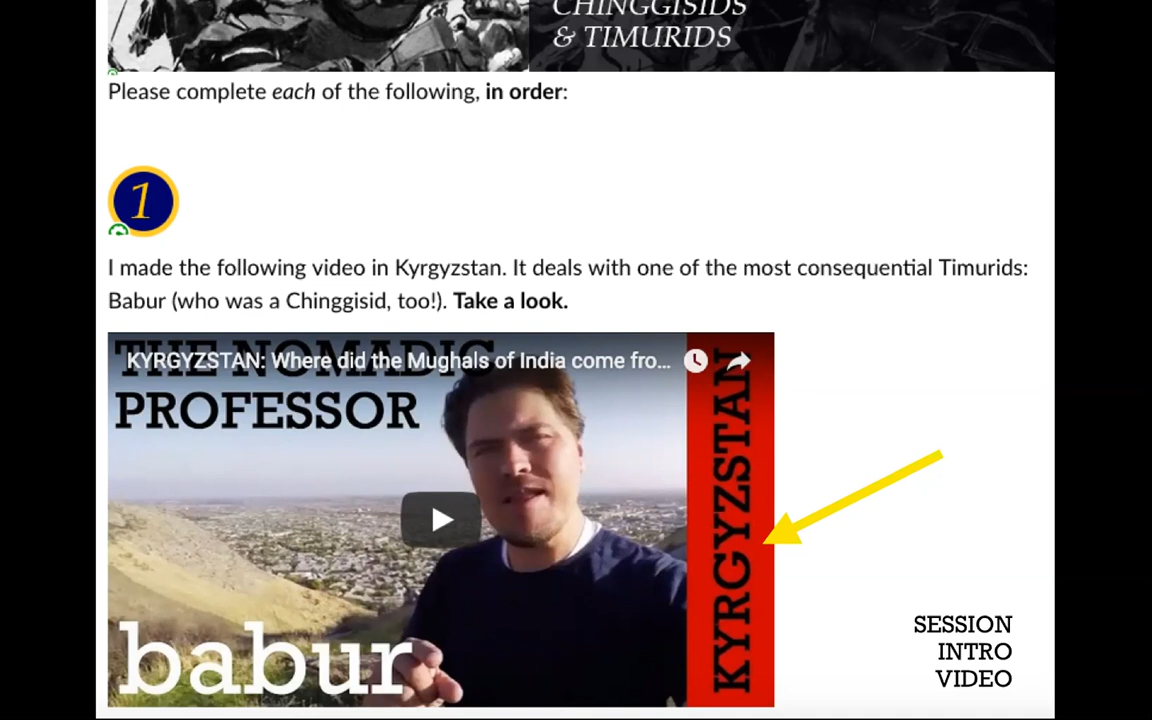 CHINGGISIDS
& TIMURIDS
Please complete each of the following, in order:
1
I made the following video in Kyrgyzstan. It deals with one of the most consequential Timurids:
Babur (who was a Chinggisid, too!). Take a look.
KYRGYZSTAN: Where did the Mughals of India come fro...
THE NOMADIC
PROFESSOR
KYRGYZSTAN
babur
SESSION
INTRO
VIDEO